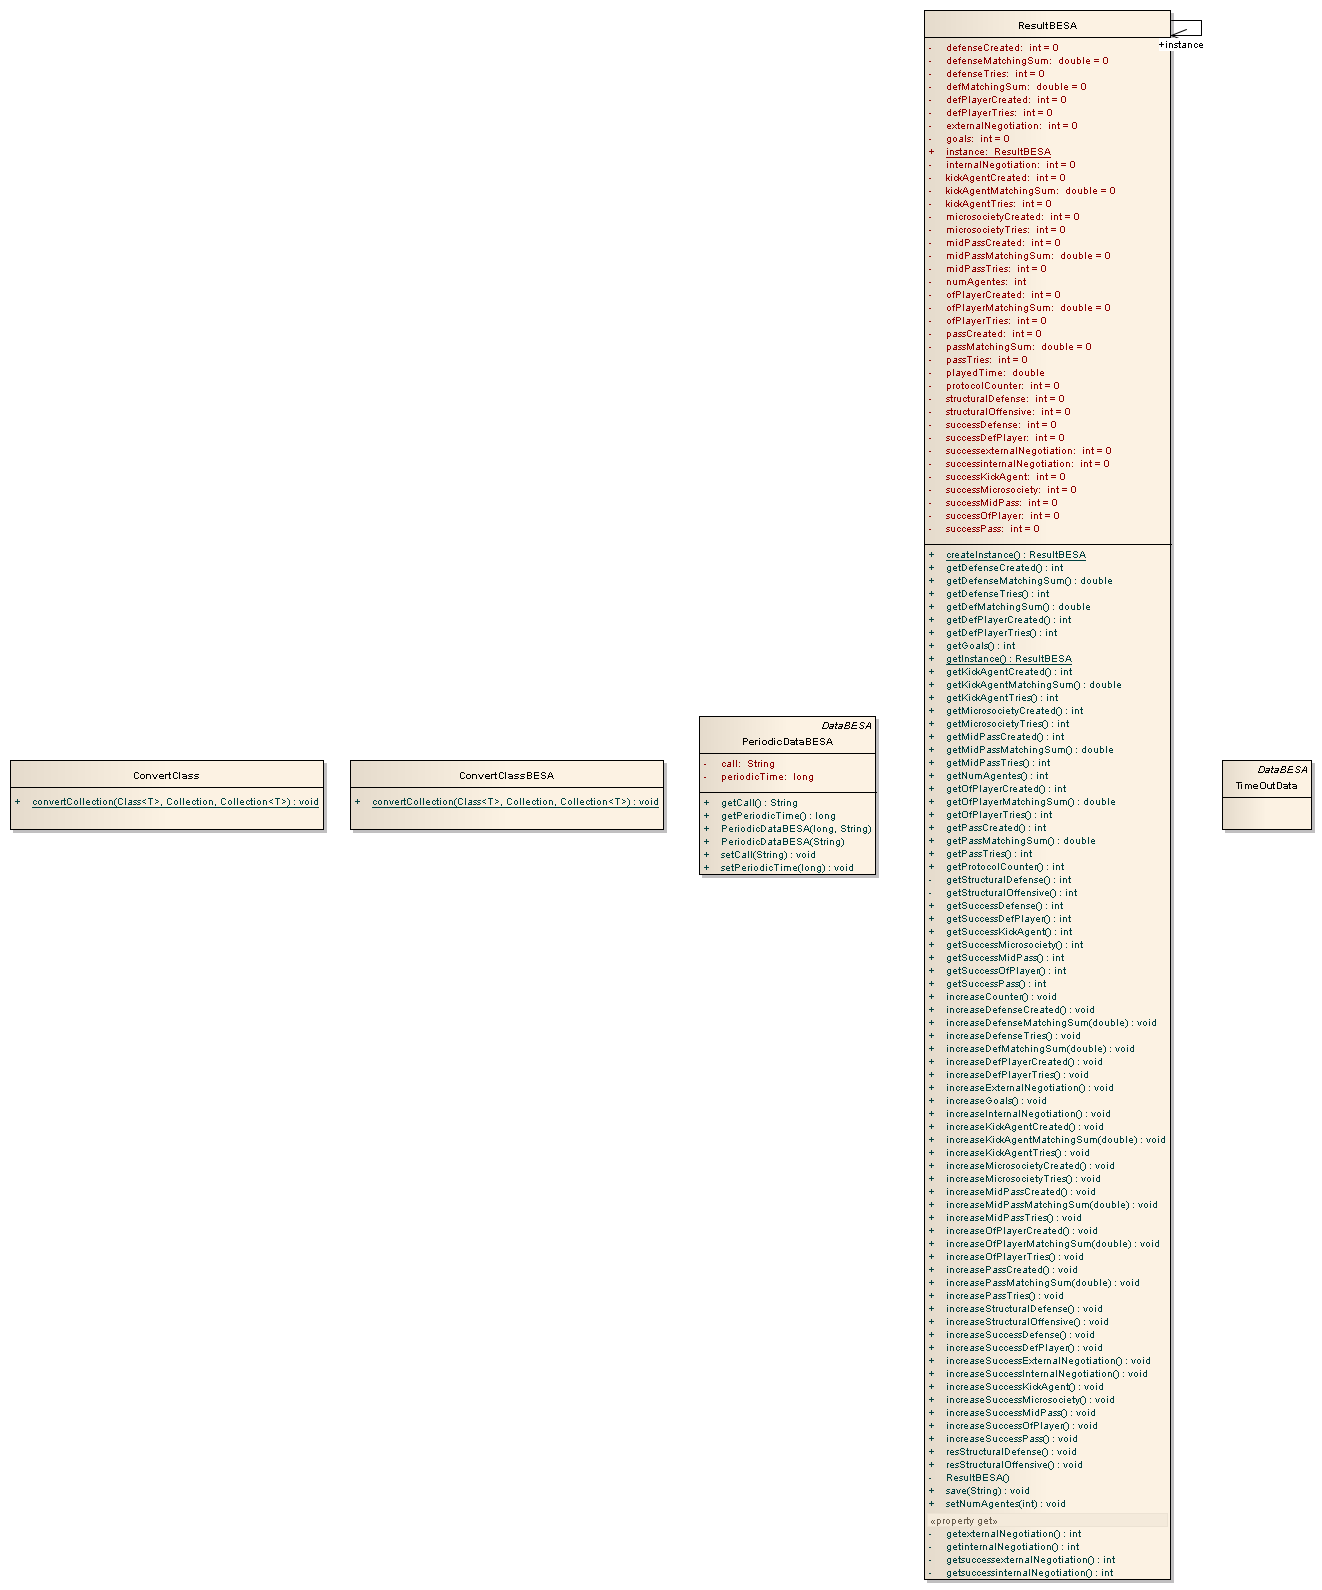 ConvertClass
+ convertCollection(Class<T>, Collection, Collection<T>) : void
ConvertClassBESA
+ convertCollection(Class<T>, Collection, Collection<T>) : void
DataBESA
PeriodicDataBESA
- call: String
- periodicTime: long
+ getCall() : String
+ getPeriodicTime() : long
+ PeriodicDataBESA(long, String)
+ PeriodicDataBESA(String)
+ setCall(String) : void
+ setPeriodicTime(long) : void
ResultBESA
+instance
- defenseCreated: int = 0
- defenseMatchingSum: double = 0
- defenseTries: int = 0
- defMatchingSum: double = 0
- defPlayerCreated: int = 0
- defPlayerTries: int = 0
- externalNegotiation: int = 0
- goals: int = 0
+ instance: ResultBESA
- internalNegotiation: int = 0
- kickAgentCreated: int = 0
- kickAgentMatchingSum: double = 0
- kickAgentTries: int = 0
- microsocietyCreated: int = 0
- microsocietyTries: int = 0
- midPassCreated: int = 0
- midPassMatchingSum: double = 0
- midPassTries: int = 0
- numAgentes: int
- ofPlayerCreated: int = 0
- ofPlayerMatchingSum: double = 0
- ofPlayerTries: int = 0
- passCreated: int = 0
- passMatchingSum: double = 0
- passTries: int = 0
- playedTime: double
- protocolCounter: int = 0
- structuralDefense: int = 0
- structuralOffensive: int = 0
- successDefense: int = 0
- successDefPlayer: int = 0
- successexternalNegotiation: int = 0
- successinternalNegotiation: int = 0
- successKickAgent: int = 0
- successMicrosociety: int = 0
- successMidPass: int = 0
- successOfPlayer: int = 0
- successPass: int = 0
+ createInstance() : ResultBESA
+ getDefenseCreated() : int
+ getDefenseMatchingSum() : double
+ getDefenseTries() : int
+ getDefMatchingSum() : double
+ getDefPlayerCreated() : int
+ getDefPlayerTries() : int
+ getGoals() : int
+ getInstance() : ResultBESA
+ getKickAgentCreated() : int
+ getKickAgentMatchingSum() : double
+ getKickAgentTries() : int
+ getMicrosocietyCreated() : int
+ getMicrosocietyTries() : int
+ getMidPassCreated() : int
+ getMidPassMatchingSum() : double
+ getMidPassTries() : int
+ getNumAgentes() : int
+ getOfPlayerCreated() : int
+ getOfPlayerMatchingSum() : double
+ getOfPlayerTries() : int
+ getPassCreated() : int
+ getPassMatchingSum() : double
+ getPassTries() : int
+ getProtocolCounter() : int
- getStructuralDefense() : int
- getStructuralOffensive() : int
+ getSuccessDefense() : int
+ getSuccessDefPlayer() : int
+ getSuccessKickAgent() : int
+ getSuccessMicrosociety() : int
+ getSuccessMidPass() : int
+ getSuccessOfPlayer() : int
+ getSuccessPass() : int
+ increaseCounter() : void
+ increaseDefenseCreated() : void
+ increaseDefenseMatchingSum(double) : void
+ increaseDefenseTries() : void
+ increaseDefMatchingSum(double) : void
+ increaseDefPlayerCreated() : void
+ increaseDefPlayerTries() : void
+ increaseExternalNegotiation() : void
+ increaseGoals() : void
+ increaseInternalNegotiation() : void
+ increaseKickAgentCreated() : void
+ increaseKickAgentMatchingSum(double) : void
+ increaseKickAgentTries() : void
+ increaseMicrosocietyCreated() : void
+ increaseMicrosocietyTries() : void
+ increaseMidPassCreated() : void
+ increaseMidPassMatchingSum(double) : void
+ increaseMidPassTries() : void
+ increaseOfPlayerCreated() : void
+ increaseOfPlayerMatchingSum(double) : void
+ increaseOfPlayerTries() : void
+ increasePassCreated() : void
+ increasePassMatchingSum(double) : void
+ increasePassTries() : void
+ increaseStructuralDefense() : void
+ increaseStructuralOffensive() : void
+ increaseSuccessDefense() : void
+ increaseSuccessDefPlayer() : void
+ increaseSuccessExternalNegotiation() : void
+ increaseSuccessInternalNegotiation() : void
+ increaseSuccessKickAgent() : void
+ increaseSuccessMicrosociety() : void
+ increaseSuccessMidPass() : void
+ increaseSuccessOfPlayer() : void
+ increaseSuccessPass() : void
+ resStructuralDefense() : void
+ resStructuralOffensive() : void
- ResultBESA()
+ save(String) : void
+ setNumAgentes(int) : void
«property get»
- getexternalNegotiation() : int
- getinternalNegotiation() : int
- getsuccessexternalNegotiation() : int
- getsuccessinternalNegotiation() : int
DataBESA
TimeOutData